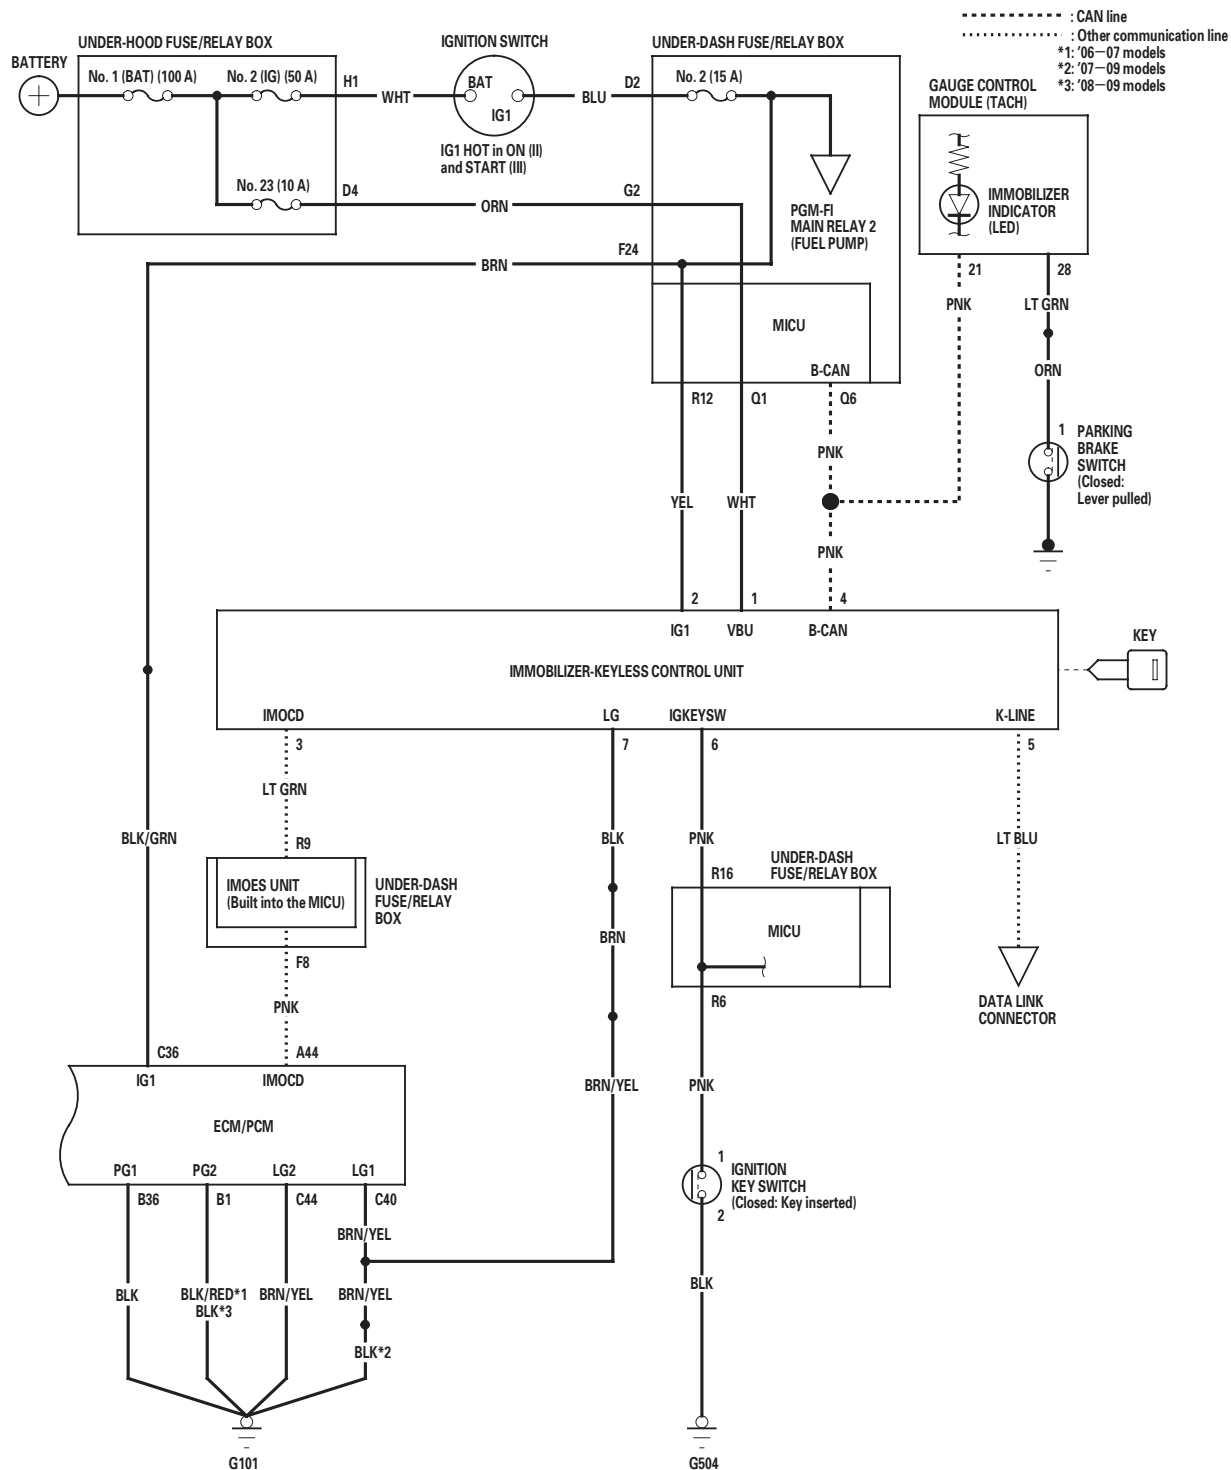 : CAN line
: Other communication line
*1: '06—07 models
*2: '07—09 models
*3: '08—09 models
UNDER-HOOD FUSE/RELAY BOX
IGNITION SWITCH
UNDER-DASH FUSE/RELAY BOX
BATTERY
No. 1 (BAT) (100 A)
No. 2 (IG) (50 A)
H1
WHT
BAT
IG1
BLU
D2
No. 2 (15 A)
GAUGE CONTROL
MODULE (TACH)
IG1 HOT in ON (II)
and START (III)
No. 23 (10 A)
D4
ORN
G2
PGM-FI
MAIN RELAY 2
(FUEL PUMP)
IMMOBILIZER
INDICATOR
(LED)
F24
BRN
21
28
PNK
LT GRN
MICU
B-CAN
ORN
R12
Q1
Q6
1
PARKING
BRAKE
SWITCH
(Closed:
Lever pulled)
PNK
YEL
WHT
PNK
2
1
4
IG1
VBU
B-CAN
KEY
IMMOBILIZER-KEYLESS CONTROL UNIT
IMOCD
LG
IGKEYSW
K-LINE
3
7
6
5
LT GRN
BLK/GRN
R9
BLK
PNK
LT BLU
UNDER-DASH
FUSE/RELAY BOX
R16
IMOES UNIT
(Built into the MICU)
UNDER-DASH
FUSE/RELAY
BOX
BRN
MICU
F8
R6
PNK
DATA LINK
CONNECTOR
C36
A44
IG1
IMOCD
BRN/YEL
PNK
ECM/PCM
PG1
PG2
LG2
LG1
1
IGNITION
KEY SWITCH
(Closed: Key inserted)
2
B36
B1
C44
C40
BRN/YEL
BLK
BLK/RED*1
BLK*3
BRN/YEL
BRN/YEL
BLK
BLK*2
G101
G504